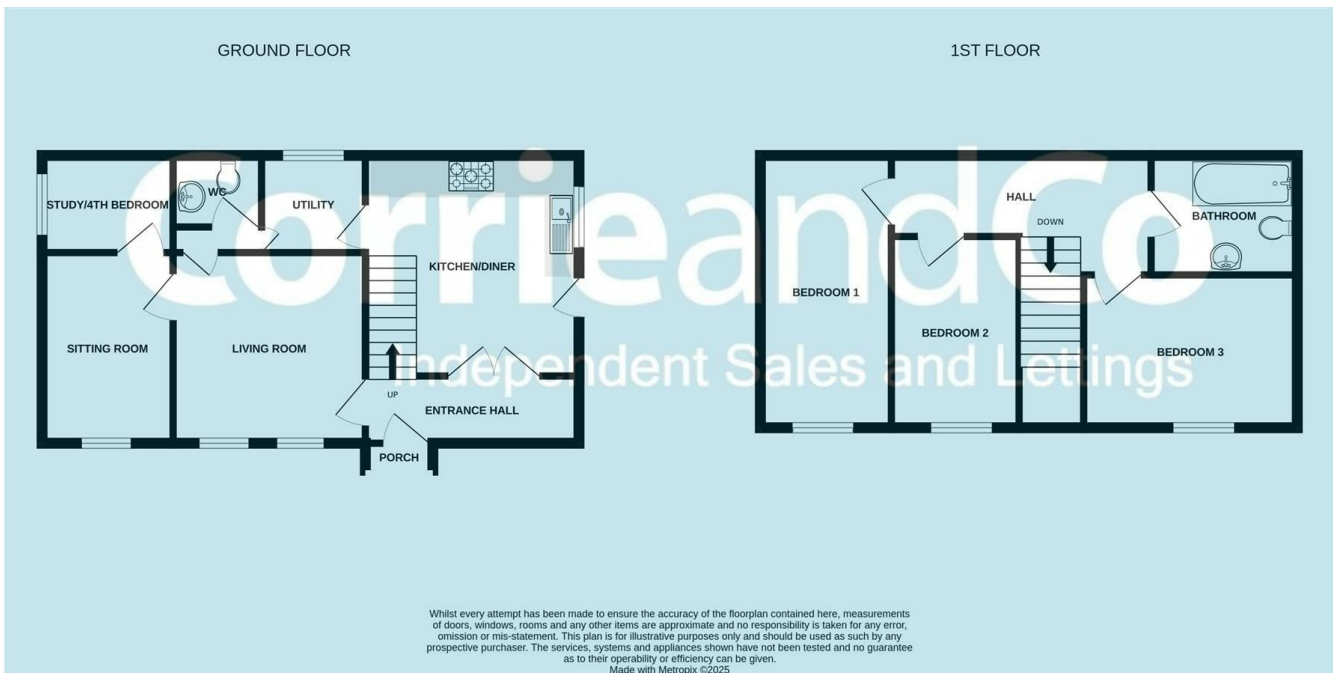 GROUND FLOOR
1ST FLOOR
CorrieandCo
Independent Sales and Lettings
STUDY/4TH BEDROOM
WC
UTILITY
KITCHEN/DINER
SITTING ROOM
LIVING ROOM
UP
ENTRANCE HALL
PORCH
HALL
DOWN
BATHROOM
BEDROOM 1
BEDROOM 2
BEDROOM 3
Whilst every attempt has been made to ensure the accuracy of the floorplan contained here, measurements
of doors, windows, rooms and any other items are approximate and no responsibility is taken for any error,
omission or mis-statement. This plan is for illustrative purposes only and should be used as such by any
prospective purchaser. The services, systems and appliances shown have not been tested and no guarantee
as to their operability or efficiency can be given.
Made with Metropix ©2025